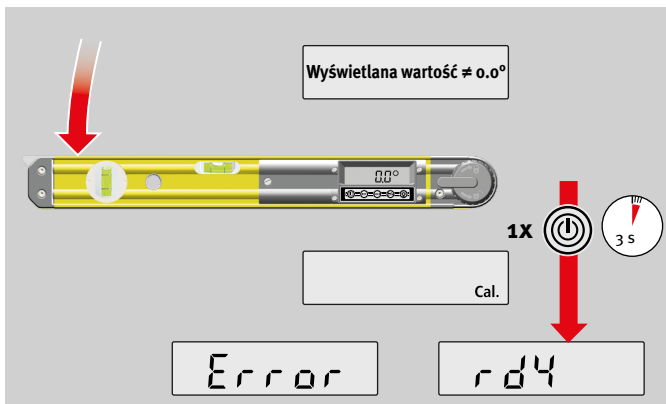 Wyświetlana wartość ≠ 0.0°
0.0°
1X
3 s
Cal.
Error
rdY